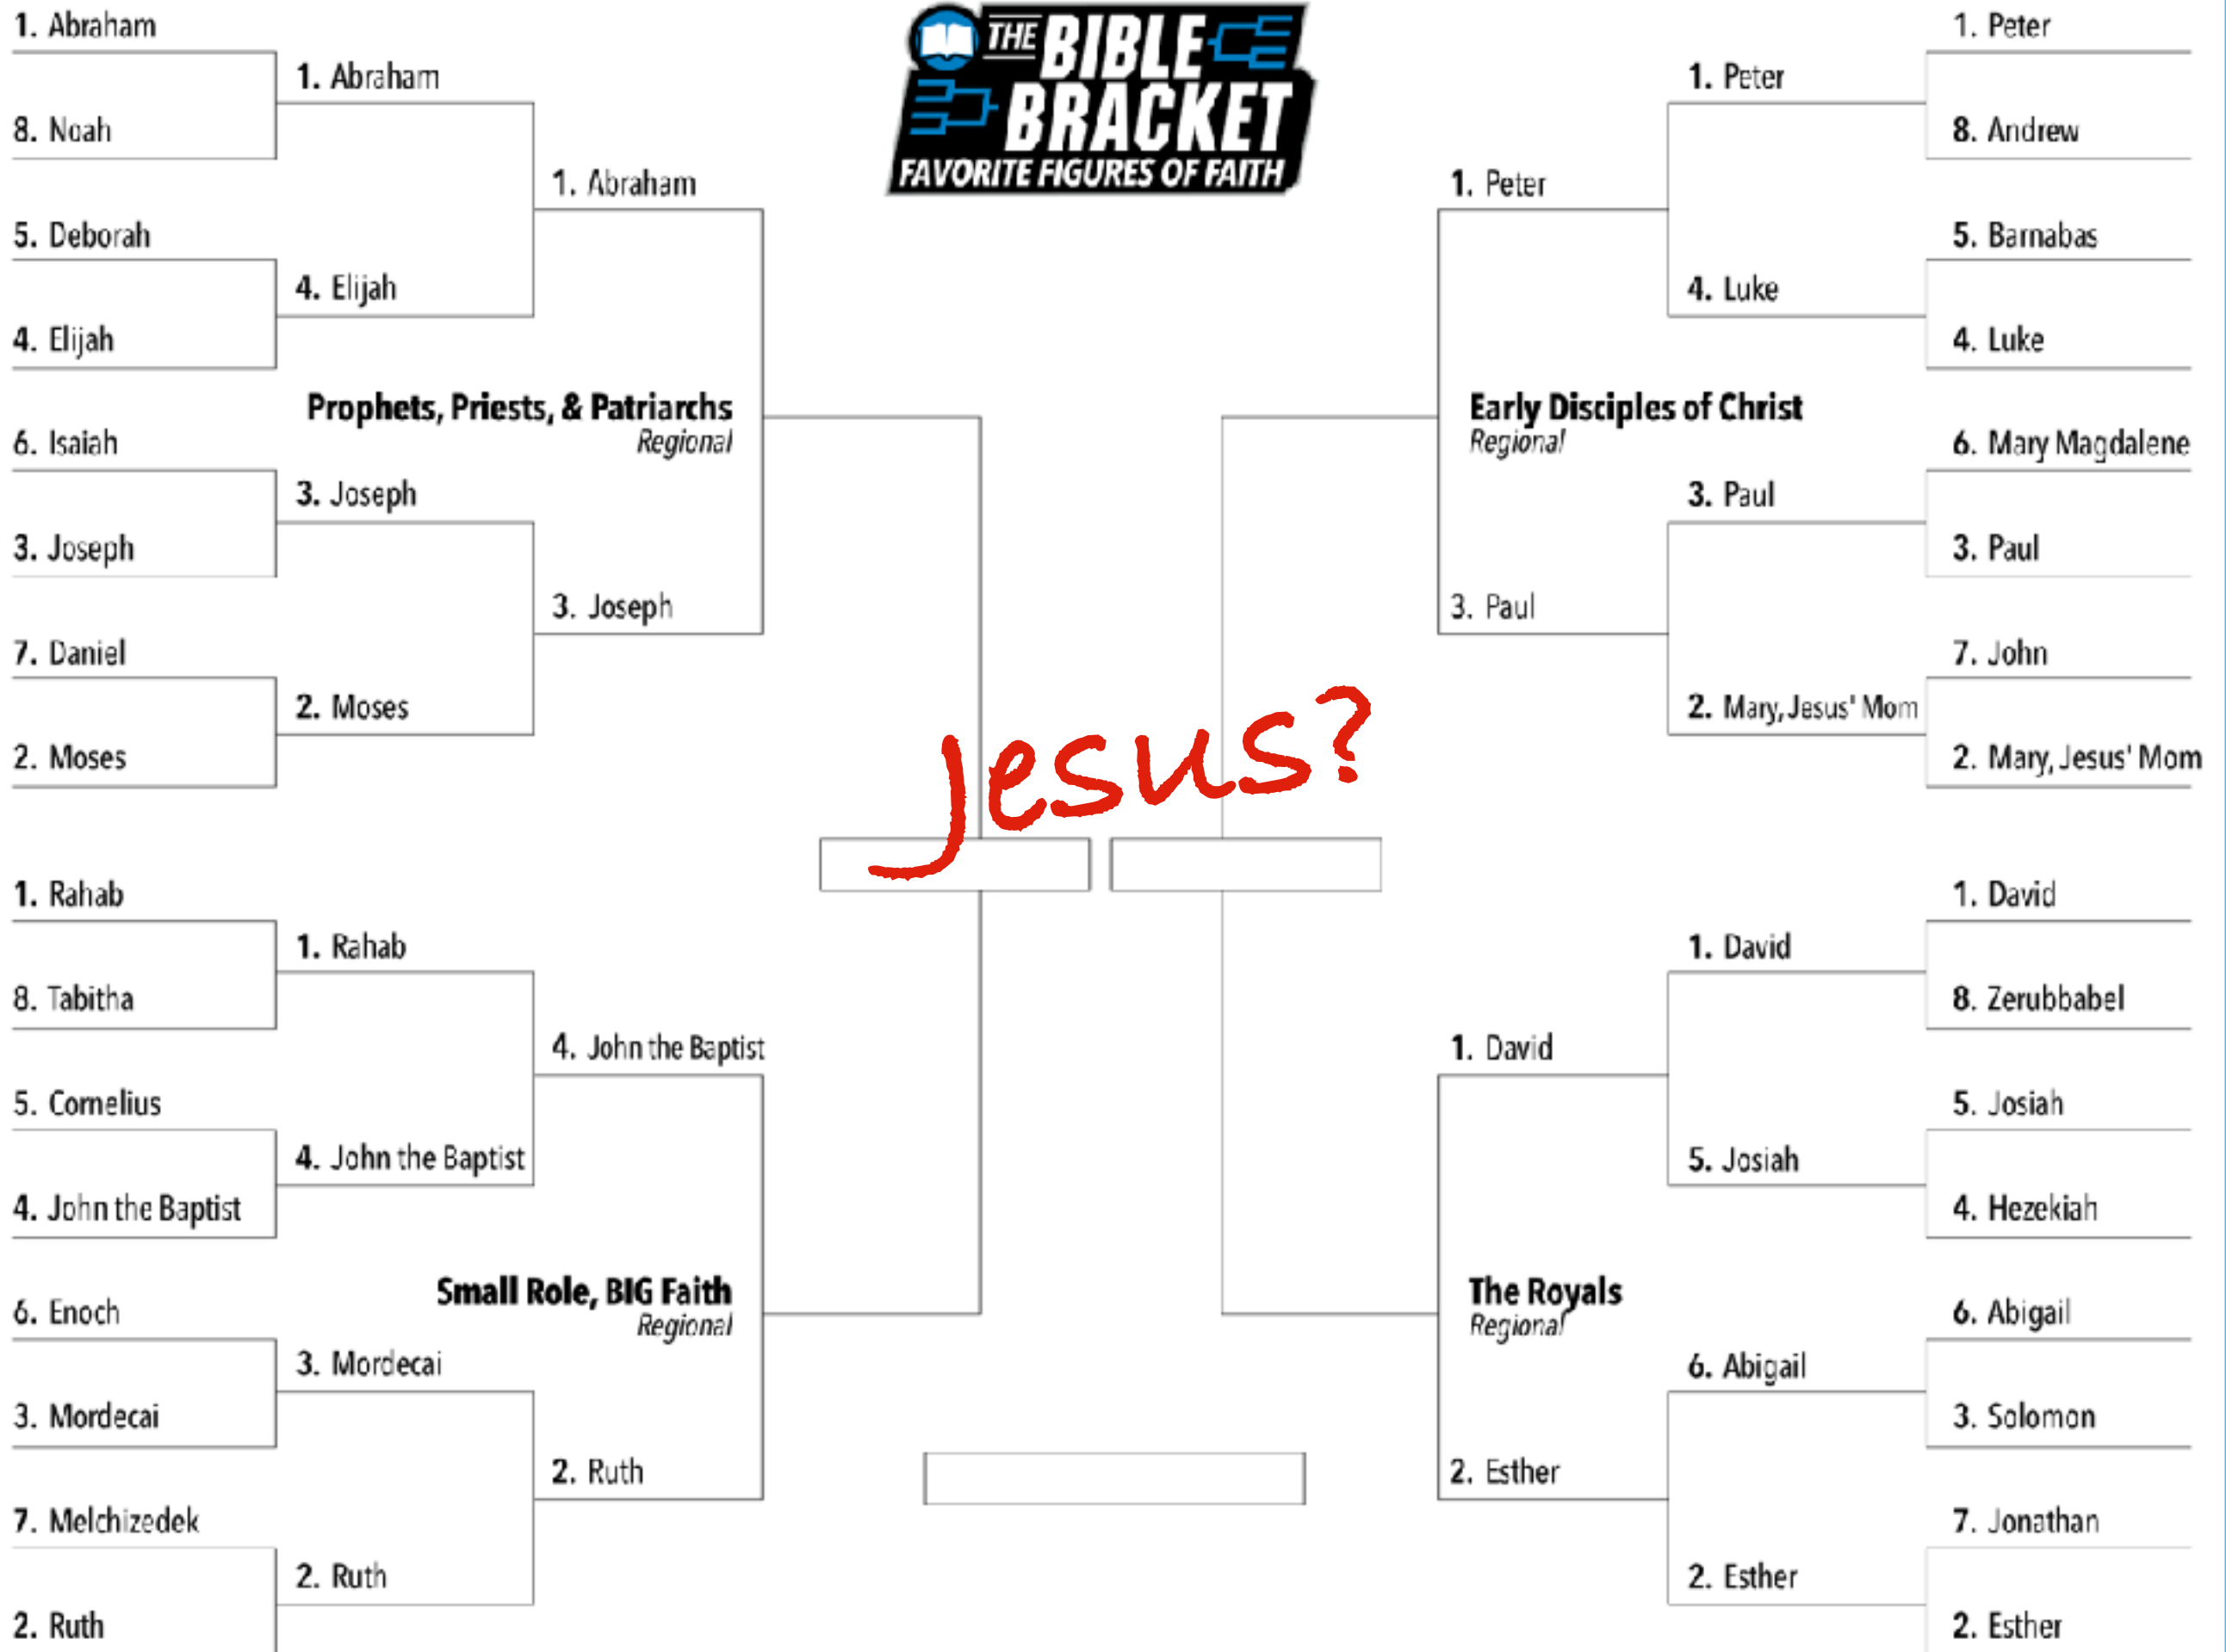 THE BIBLE
BRACKET
FAVORITE FIGURES OF FAITH
1. Abraham
8. Noah
5. Deborah
4. Elijah
6. Isaiah
3. Joseph
7. Daniel
2. Moses
1. Abraham
4. Elijah
3. Joseph
2. Moses
1. Abraham
3. Joseph
Prophets, Priests, & Patriarchs
Regional
1. Rahab
8. Tabitha
5. Cornelius
4. John the Baptist
6. Enoch
3. Mordecai
7. Melchizedek
2. Ruth
1. Rahab
4. John the Baptist
3. Mordecai
2. Ruth
4. John the Baptist
2. Ruth
Small Role, BIG Faith
Regional
Jesus?
1. Peter
3. Paul
Early Disciples of Christ
Regional
1. Peter
4. Luke
3. Paul
2. Mary, Jesus' Mom
1. Peter
8. Andrew
5. Barnabas
4. Luke
6. Mary Magdalene
3. Paul
7. John
2. Mary, Jesus' Mom
1. David
2. Esther
The Royals
Regional
1. David
5. Josiah
6. Abigail
2. Esther
1. David
8. Zerubbabel
5. Josiah
4. Hezekiah
6. Abigail
3. Solomon
7. Jonathan
2. Esther